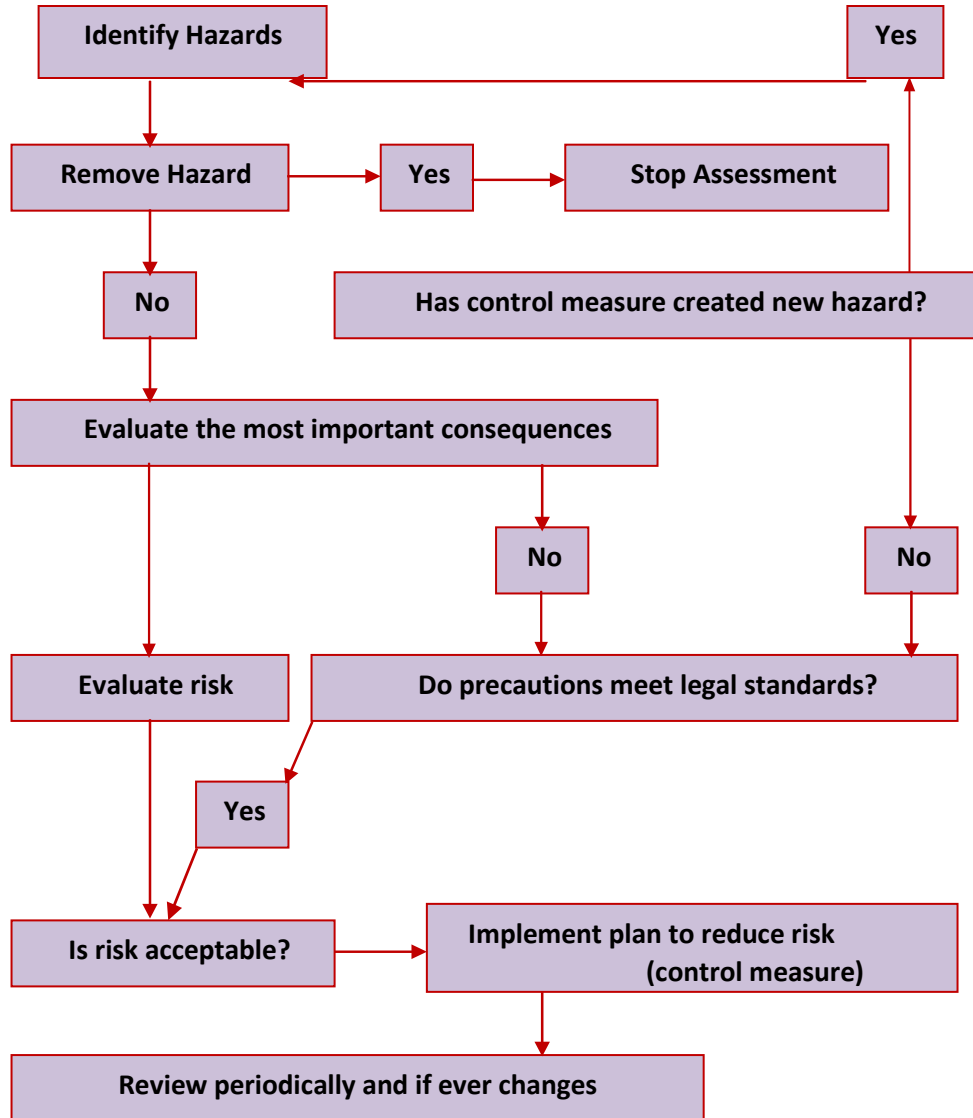 Identify Hazards
Yes
Remove Hazard
Yes
Stop Assessment
No
Has control measure created new hazard?
Evaluate the most important consequences
No
No
Evaluate risk
Do precautions meet legal standards?
Yes
Is risk acceptable?
Implement plan to reduce risk
(control measure)
Review periodically and if ever changes